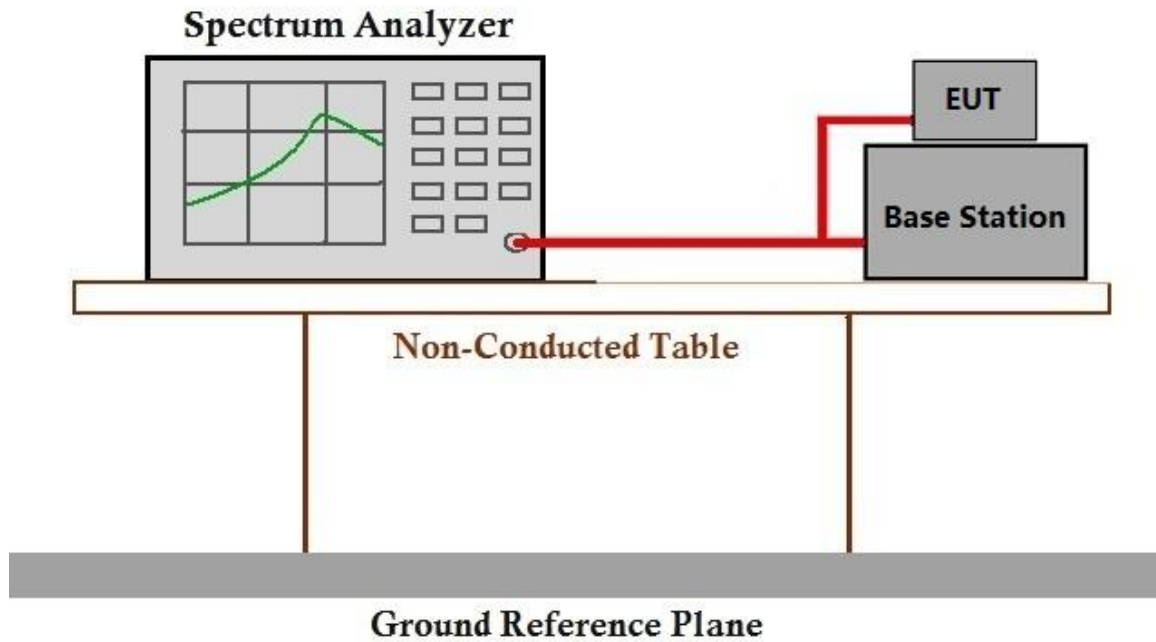 Spectrum Analyzer
EUT
Base Station
Non-Conducted Table
Ground Reference Plane